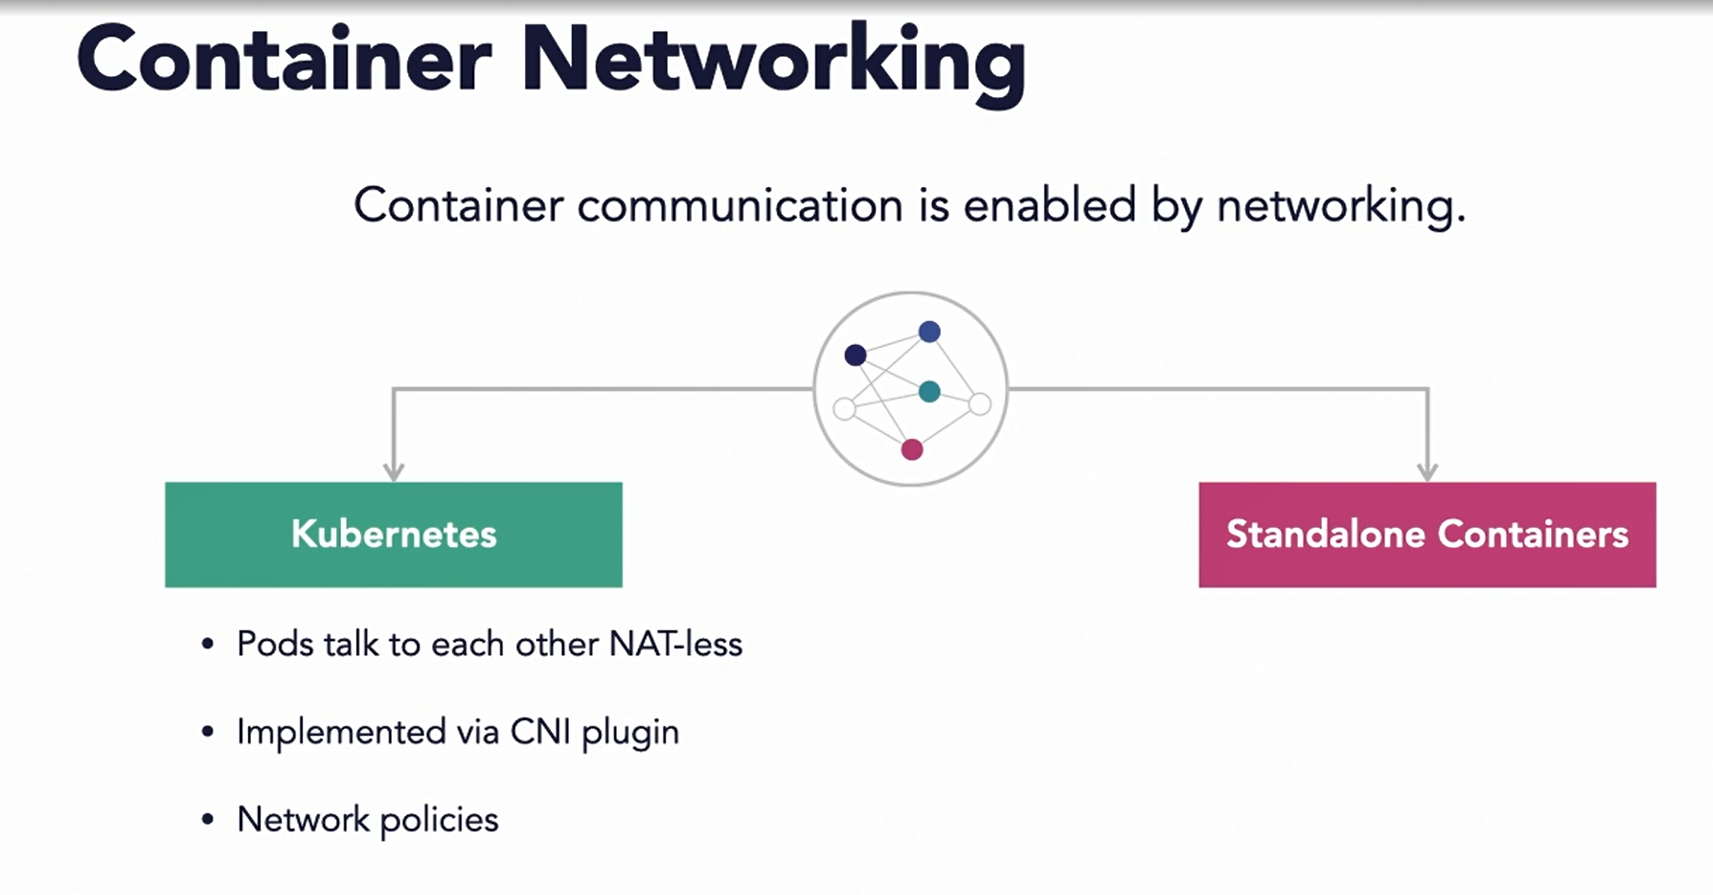 Container Networking
Container communication is enabled by networking.
Kubernetes
Standalone Containers
• Pods talk to each other NAT-less
• Implemented via CNI plugin
• Network policies